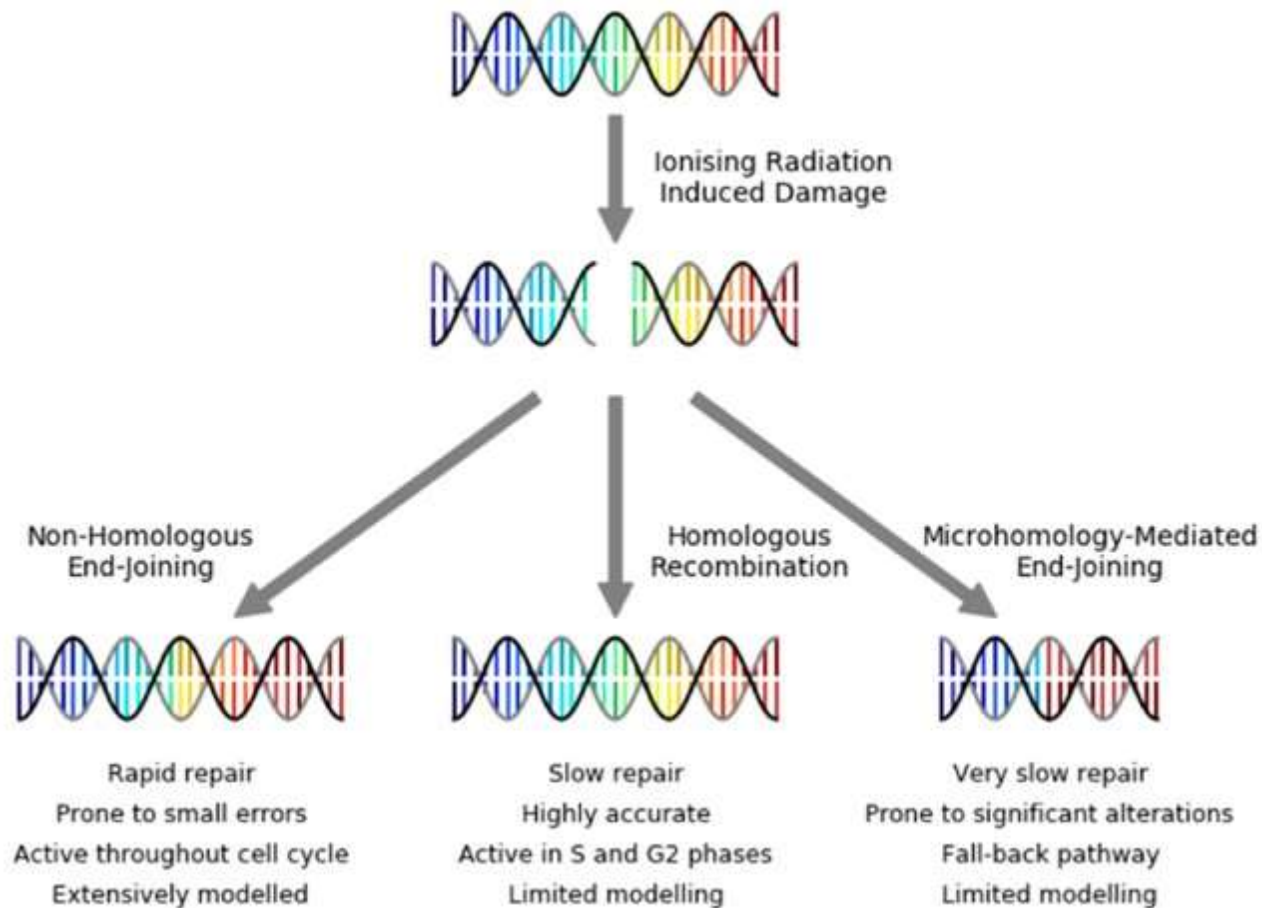 Ionising Radiation
Induced Damage
Non-Homologous
End-Joining
Homologous
Recombination
Microhomology-Mediated
End-Joining
Rapid repair
Prone to small errors
Active throughout cell cycle
Extensively modelled
Slow repair
Highly accurate
Active in S and G2 phases
Limited modelling
Very slow repair
Prone to significant alterations
Fall-back pathway
Limited modelling